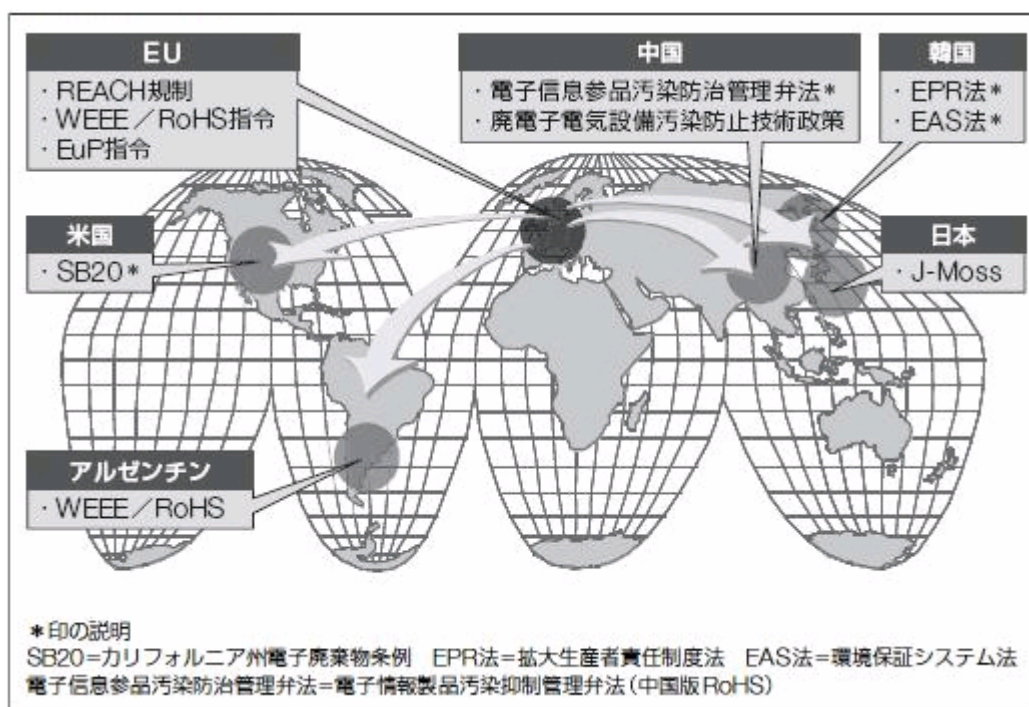 EU
・REACH規制
・WEEE／RoHS指令
・EuP指令
中国
・電子信息参品汚染防治管理弁法*
・廃電子電気設備汚染防止技術政策
韓国
・EPR法*
・EAS法*
米国
・SB20*
日本
・J-Moss
アルゼンチン
・WEEE／RoHS
*印の説明
SB20=カリフォルニア州電子廃棄物条例　EPR法=拡大生産者責任制度法　EAS法=環境保証システム法
電子信息参品汚染防治管理弁法=電子情報製品汚染抑制管理弁法(中国版RoHS)